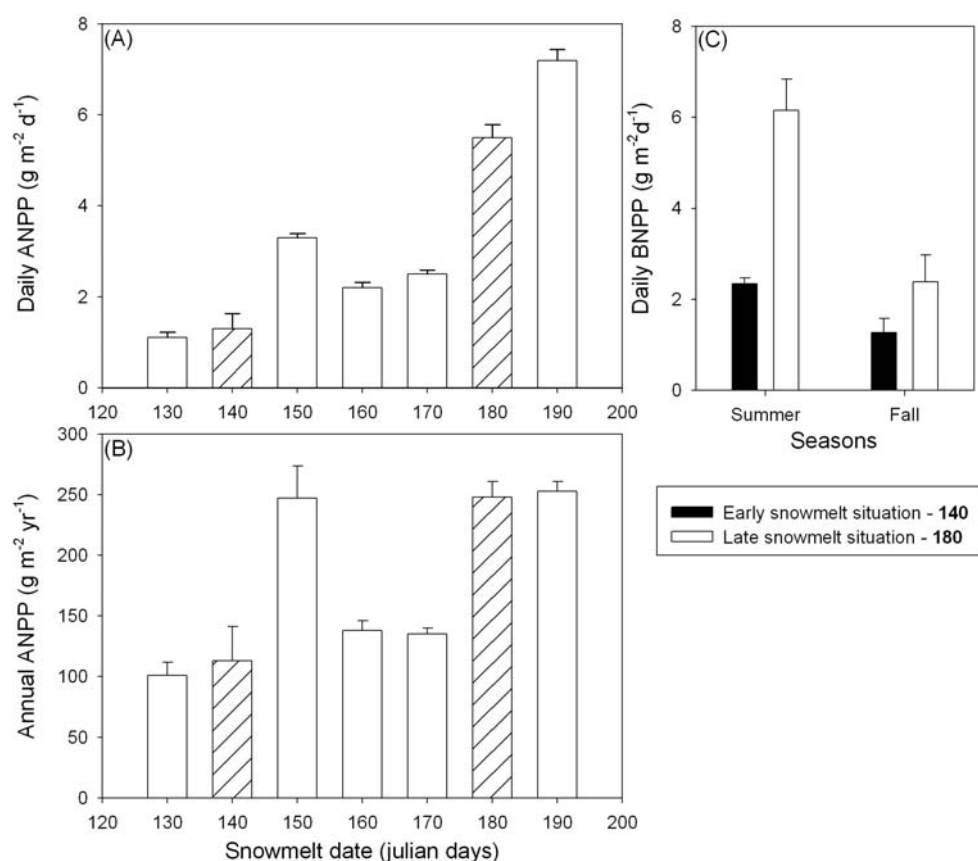 (A)
Daily ANPP (g m-2 d-1)
8
6
4
2
0
120 130 140 150 160 170 180 190 200
(B)
Annual ANPP (g m-2 yr-1)
300
250
200
150
100
50
0
120 130 140 150 160 170 180 190 200
Snowmelt date (julian days)
(C)
Daily BNPP (g m-2d-1)
8
6
4
2
0
Summer Fall
Seasons
Early snowmelt situation - 140
Late snowmelt situation - 180